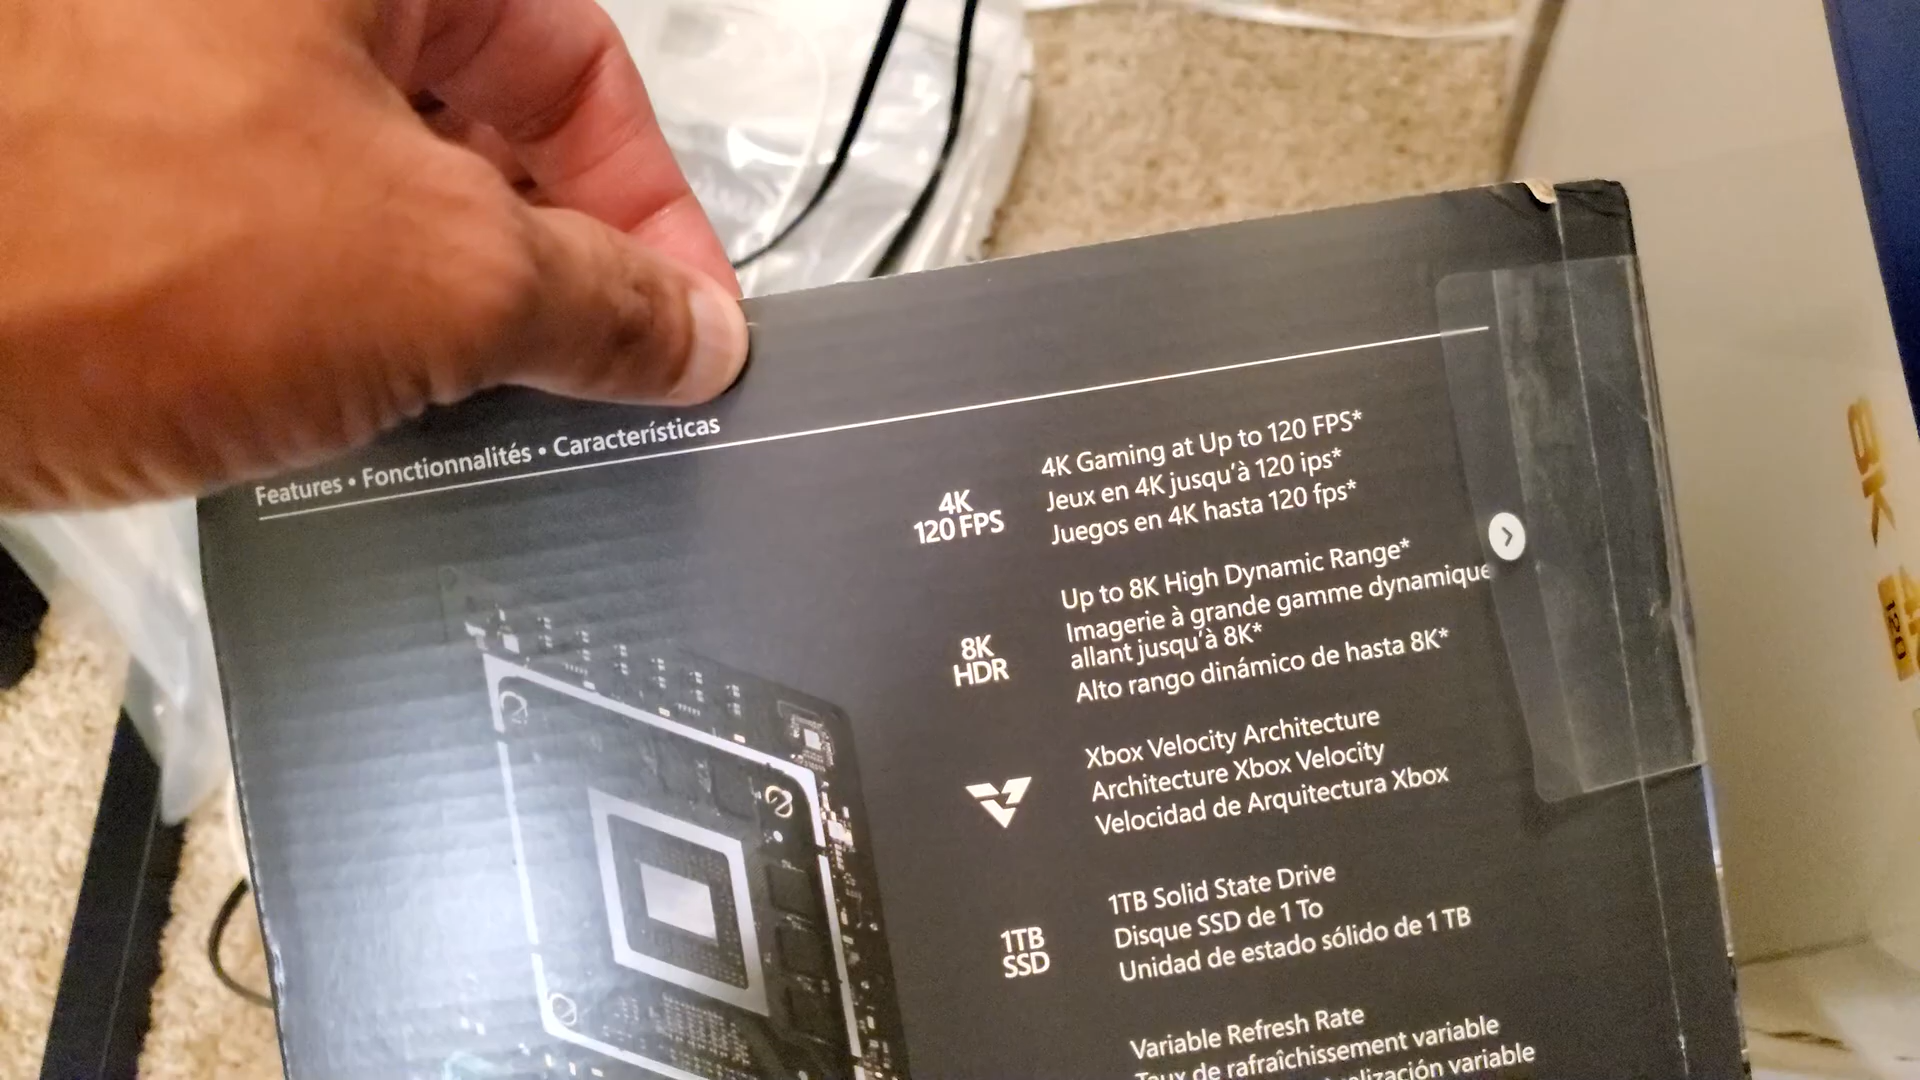 Features • Fonctionnalités • Características
4K
120 FPS
4K Gaming at Up to 120 FPS*
Jeux en 4K jusqu'à 120 ips*
Juegos en 4K hasta 120 fps*
8K
HDR
Up to 8K High Dynamic Range*
Imagerie à grande gamme dynamique
allant jusqu'à 8K*
Alto rango dinámico de hasta 8K*
Xbox Velocity Architecture
Architecture Xbox Velocity
Velocidad de Arquitectura Xbox
1TB
SSD
1TB Solid State Drive
Disque SSD de 1 To
Unidad de estado sólido de 1 TB
Variable Refresh Rate
Taux de rafraîchissement variable
variable
8K
120